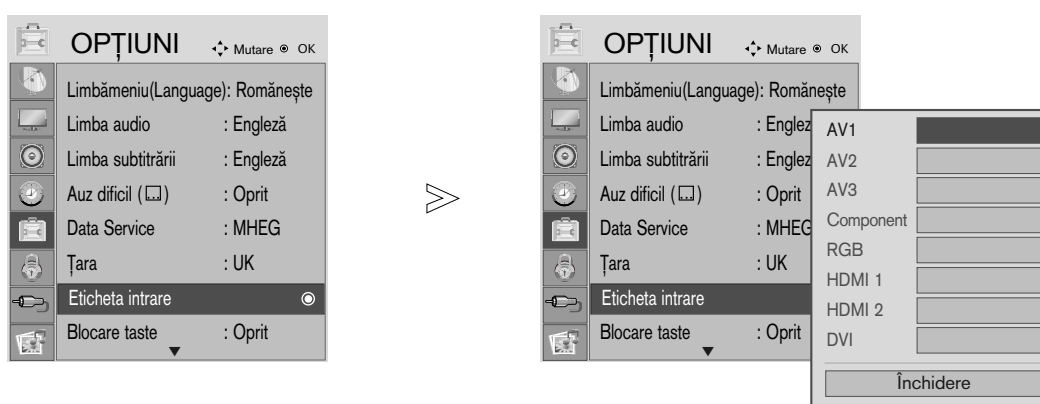 OPȚIUNI Mutare OK
Limbămeniu(Language): Românește
Limba audio : Engleză
Limba subtitrării : Engleză
Auz dificil ( ) : Oprit
Data Service : MHEG
Țara : UK
Eticheta intrare
Blocare taste : Oprit
OPȚIUNI Mutare OK
Limbămeniu(Language): Românește
Limba audio : Englez
Limba subtitrării : Englez
Auz dificil ( ) : Oprit
Data Service : MHEG
Țara : UK
Eticheta intrare
Blocare taste : Oprit
AV1
AV2
AV3
Component
RGB
HDMI 1
HDMI 2
DVI
Închidere